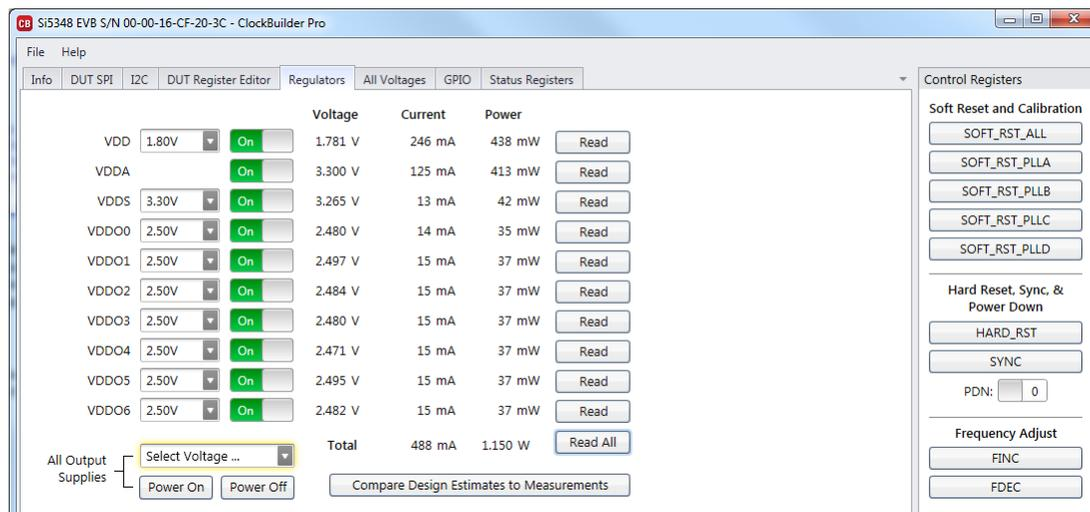 CB Si5348 EVB S/N 00-00-16-CF-20-3C - ClockBuilder Pro
File Help
Info DUT SPI I2C DUT Register Editor Regulators All Voltages GPIO Status Registers
Voltage Current Power
VDD 1.80V On 1.781 V 246 mA 438 mW Read
VDDA On 3.300 V 125 mA 413 mW Read
VDDS 3.30V On 3.265 V 13 mA 42 mW Read
VDDO0 2.50V On 2.480 V 14 mA 35 mW Read
VDDO1 2.50V On 2.497 V 15 mA 37 mW Read
VDDO2 2.50V On 2.484 V 15 mA 37 mW Read
VDDO3 2.50V On 2.480 V 15 mA 37 mW Read
VDDO4 2.50V On 2.471 V 15 mA 37 mW Read
VDDO5 2.50V On 2.495 V 15 mA 37 mW Read
VDDO6 2.50V On 2.482 V 15 mA 37 mW Read
Total 488 mA 1.150 W Read All
All Output
Supplies
Select Voltage ...
Power On Power Off
Compare Design Estimates to Measurements
Control Registers
Soft Reset and Calibration
SOFT_RST_ALL
SOFT_RST_PLLA
SOFT_RST_PLLB
SOFT_RST_PLLC
SOFT_RST_PLLD
Hard Reset, Sync, &
Power Down
HARD_RST
SYNC
PDN: 0
Frequency Adjust
FINC
FDEC